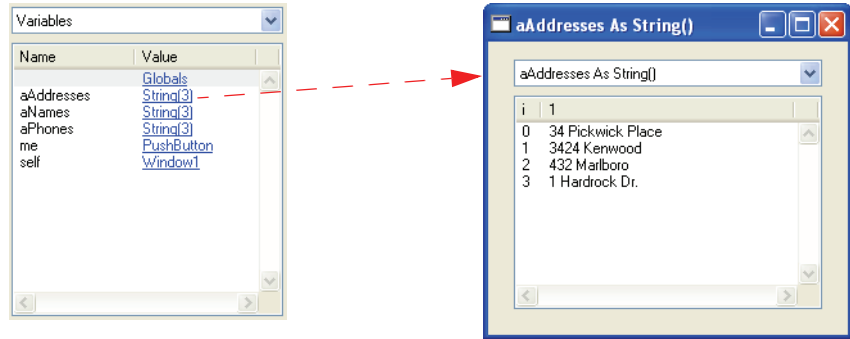 Variables
Name Value
Globals
aAddresses String(3)
aNames String(3)
aPhones String(3)
me PushButton
self Window1
aAddresses As String()
aAddresses As String()
i 1
0 34 Pickwick Place
1 3424 Kenwood
2 432 Marlboro
3 1 Hardrock Dr.